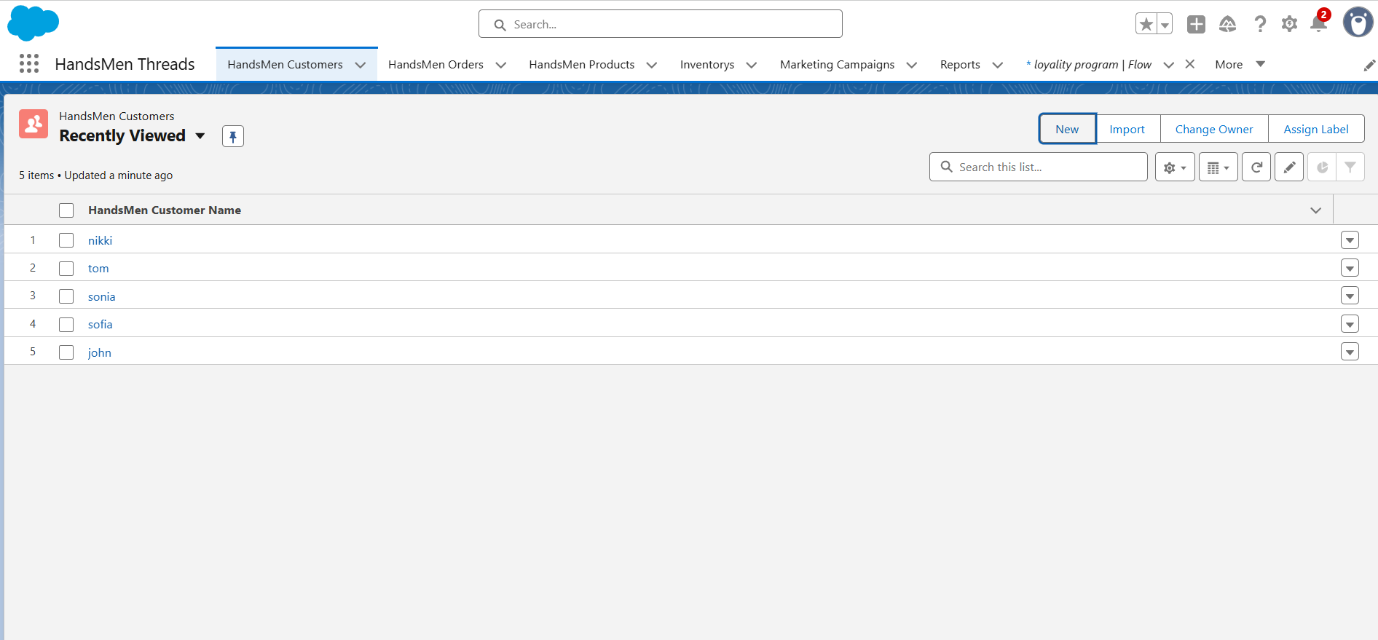 Search...
2
HandsMen Threads
HandsMen Customers
HandsMen Orders
HandsMen Products
Inventorys
Marketing Campaigns
Reports
* loyality program | Flow
More
HandsMen Customers
Recently Viewed
New
Import
Change Owner
Assign Label
5 items • Updated a minute ago
Search this list...
HandsMen Customer Name
1 nikki
2 tom
3 sonia
4 sofia
5 john